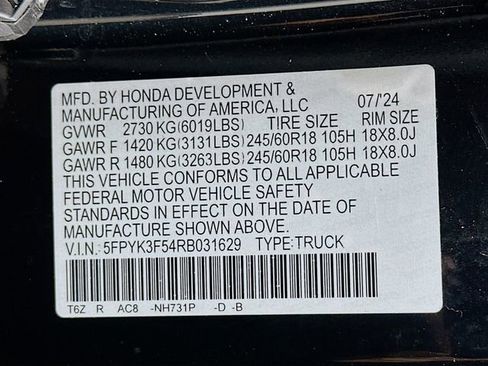 MFD. BY HONDA DEVELOPMENT &
MANUFACTURING OF AMERICA, LLC 07/'24
GVWR 2730 KG(6019LBS) TIRE SIZE RIM SIZE
GAWR F 1420 KG(3131LBS) 245/60R18 105H 18X8.0J
GAWR R 1480 KG(3263LBS) 245/60R18 105H 18X8.0J
THIS VEHICLE CONFORMS TO ALL APPLICABLE
FEDERAL MOTOR VEHICLE SAFETY
STANDARDS IN EFFECT ON THE DATE OF
MANUFACTURE SHOWN ABOVE.
V.I.N.: 5FPYK3F54RB031629 TYPE:TRUCK
T6Z R AC8 -NH731P -D -B